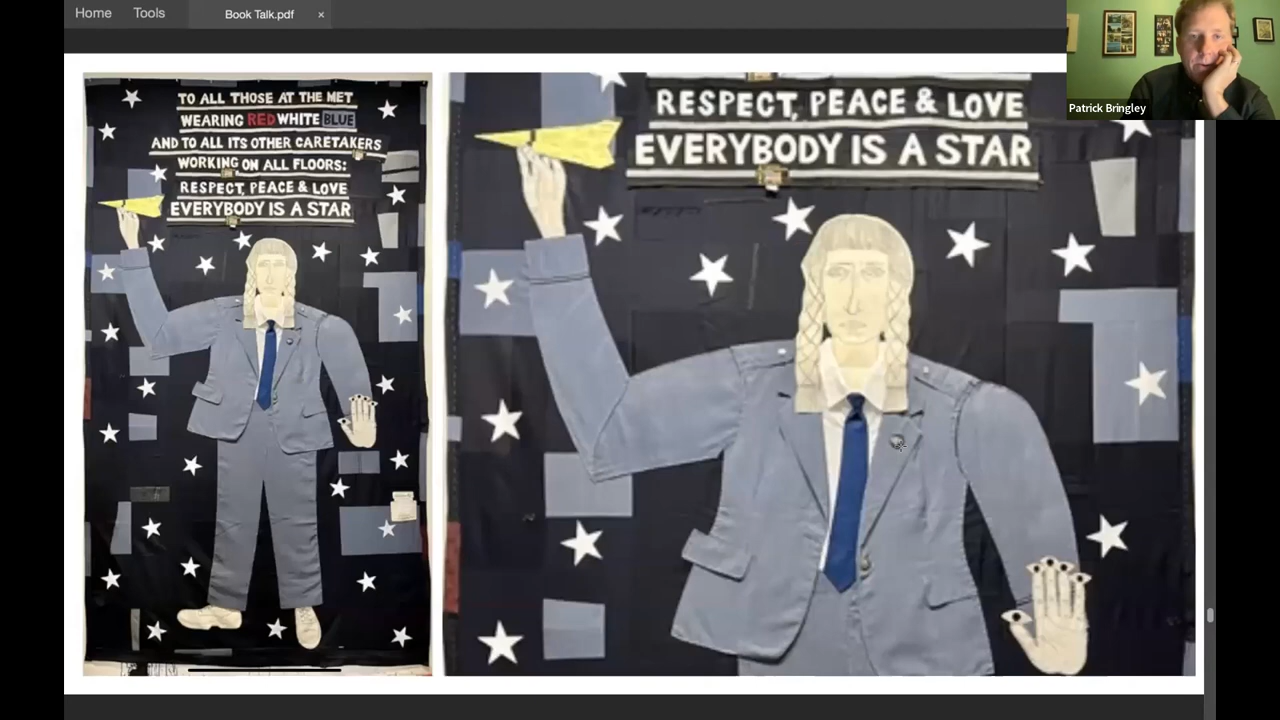 Home Tools Book Talk.pdf ×
Patrick Bringley
TO ALL THOSE AT THE MET
WEARING RED WHITE BLUE
AND TO ALL ITS OTHER CARETAKERS
WORKING ON ALL FLOORS:
RESPECT, PEACE & LOVE
EVERYBODY IS A STAR
RESPECT, PEACE & LOVE
EVERYBODY IS A STAR